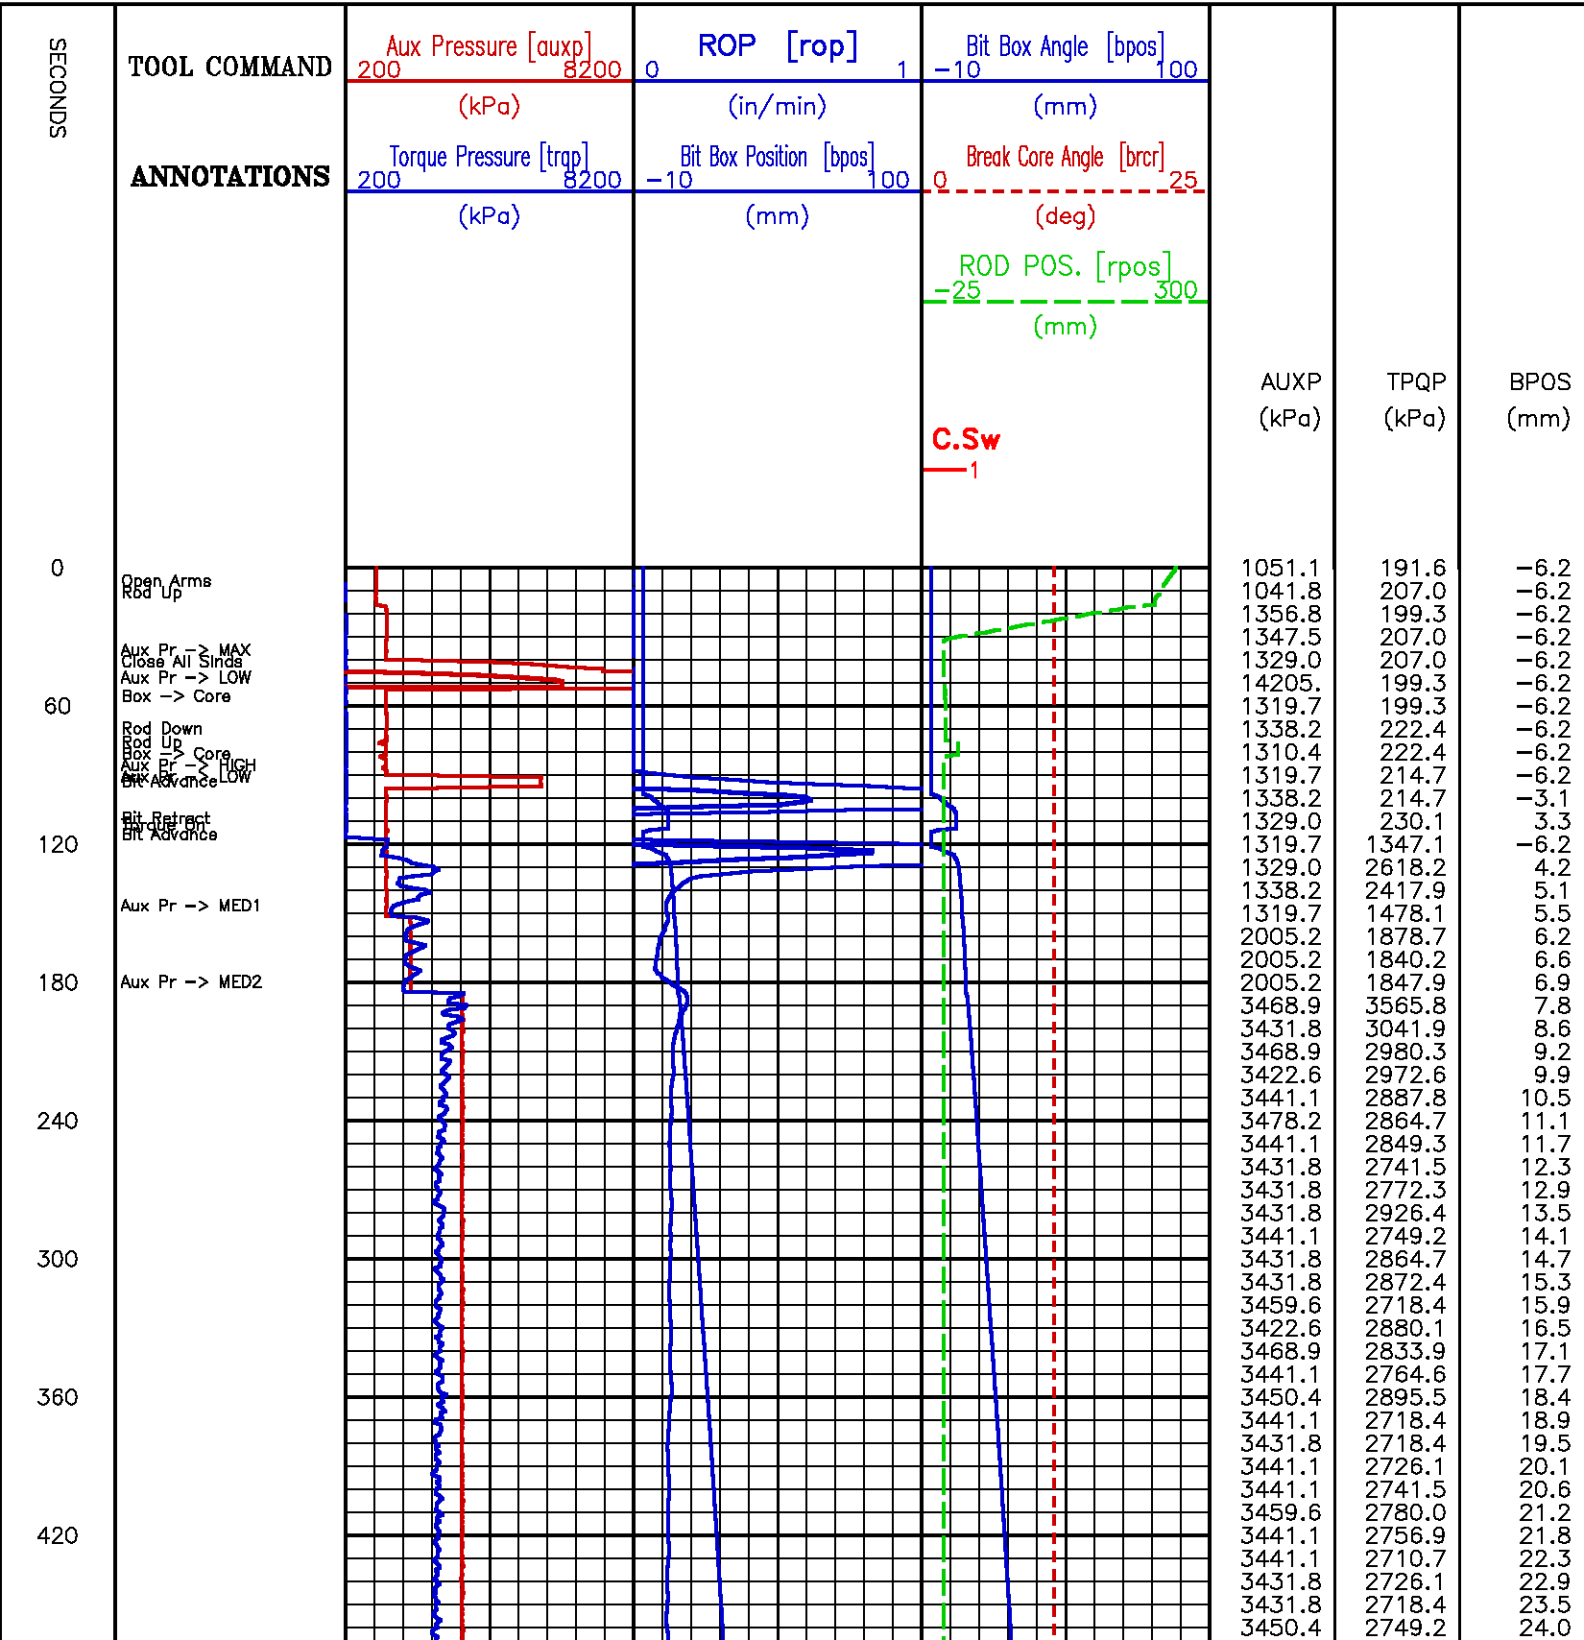 SECONDS
TOOL COMMAND
ANNOTATIONS
Aux Pressure [auxp]
200 8200
(kPa)
Torque Pressure [trqp]
200 8200
(kPa)
ROP [rop]
0 1
(in/min)
Bit Box Position [bpos]
-10 100
(mm)
Bit Box Angle [bpos]
-10 100
(mm)
Break Core Angle [brcr]
0 25
(deg)
ROD POS. [rpos]
-25 300
(mm)
C.Sw
1
AUXP TPQP BPOS
(kPa) (kPa) (mm)
0
Open Arms
Rod Up
Aux Pr -> MAX
Close All Slnds
Aux Pr -> LOW
Box -> Core
60
Rod Down
Rod Up
Box -> Core
Aux Pr -> HIGH
Aux Pr -> LOW
Bit Advance
Bit Retract
Torque On
Bit Advance
120
Aux Pr -> MED1
180
Aux Pr -> MED2
240
300
360
420
1051.1 191.6 -6.2
1041.8 207.0 -6.2
1356.8 199.3 -6.2
1347.5 207.0 -6.2
1329.0 207.0 -6.2
14205. 199.3 -6.2
1319.7 199.3 -6.2
1338.2 222.4 -6.2
1310.4 222.4 -6.2
1319.7 214.7 -6.2
1338.2 214.7 -3.1
1329.0 230.1 3.3
1319.7 1347.1 -6.2
1329.0 2618.2 4.2
1338.2 2417.9 5.1
1319.7 1478.1 5.5
2005.2 1878.7 6.2
2005.2 1840.2 6.6
2005.2 1847.9 6.9
3468.9 3565.8 7.8
3431.8 3041.9 8.6
3468.9 2980.3 9.2
3422.6 2972.6 9.9
3441.1 2887.8 10.5
3478.2 2864.7 11.1
3441.1 2849.3 11.7
3431.8 2741.5 12.3
3431.8 2772.3 12.9
3431.8 2926.4 13.5
3441.1 2749.2 14.1
3431.8 2864.7 14.7
3431.8 2872.4 15.3
3459.6 2718.4 15.9
3422.6 2880.1 16.5
3468.9 2833.9 17.1
3441.1 2764.6 17.7
3450.4 2895.5 18.4
3441.1 2718.4 18.9
3431.8 2718.4 19.5
3441.1 2726.1 20.1
3441.1 2741.5 20.6
3459.6 2780.0 21.2
3441.1 2756.9 21.8
3441.1 2710.7 22.3
3431.8 2726.1 22.9
3431.8 2718.4 23.5
3450.4 2749.2 24.0